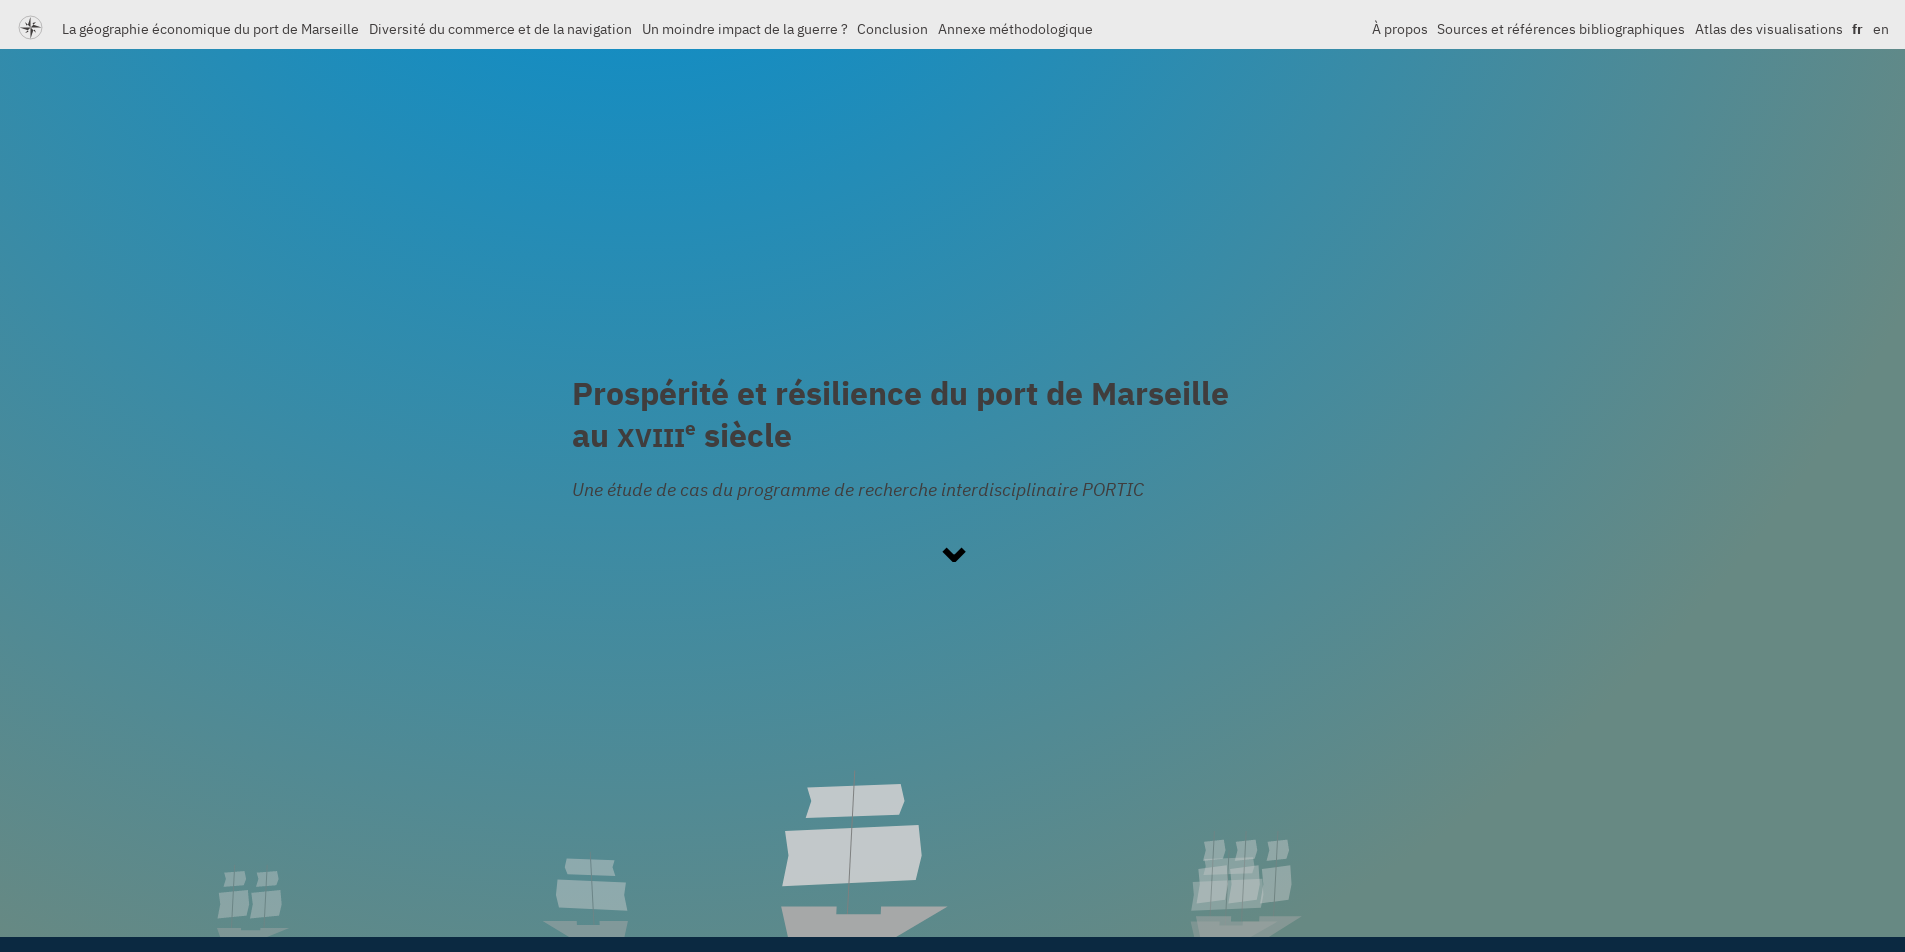 La géographie économique du port de Marseille Diversité du commerce et de la navigation Un moindre impact de la guerre ? Conclusion Annexe méthodologique À propos Sources et références bibliographiques Atlas des visualisations fr en
Prospérité et résilience du port de Marseille
au XVIIIe siècle
Une étude de cas du programme de recherche interdisciplinaire PORTIC